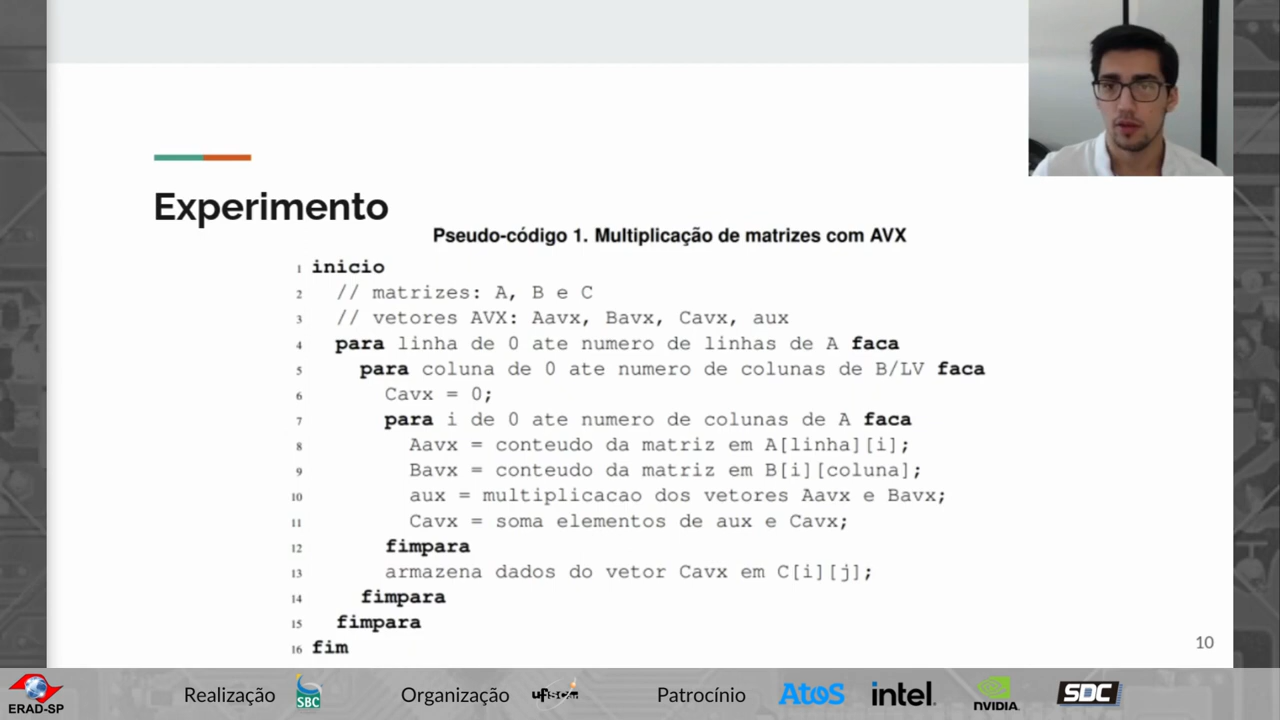 Experimento
Pseudo-código 1. Multiplicação de matrizes com AVX
1 inicio
2 // matrizes: A, B e C
3 // vetores AVX: Aavx, Bavx, Cavx, aux
4 para linha de 0 ate numero de linhas de A faca
5 para coluna de 0 ate numero de colunas de B/LV faca
6 Cavx = 0;
7 para i de 0 ate numero de colunas de A faca
8 Aavx = conteudo da matriz em A[linha][i];
9 Bavx = conteudo da matriz em B[i][coluna];
10 aux = multiplicacao dos vetores Aavx e Bavx;
11 Cavx = soma elementos de aux e Cavx;
12 fimpara
13 armazena dados do vetor Cavx em C[i][j];
14 fimpara
15 fimpara
16 fim
10
ERAD-SP
Realização SBC Organização ufscar Patrocínio Atos intel. NVIDIA. SDC